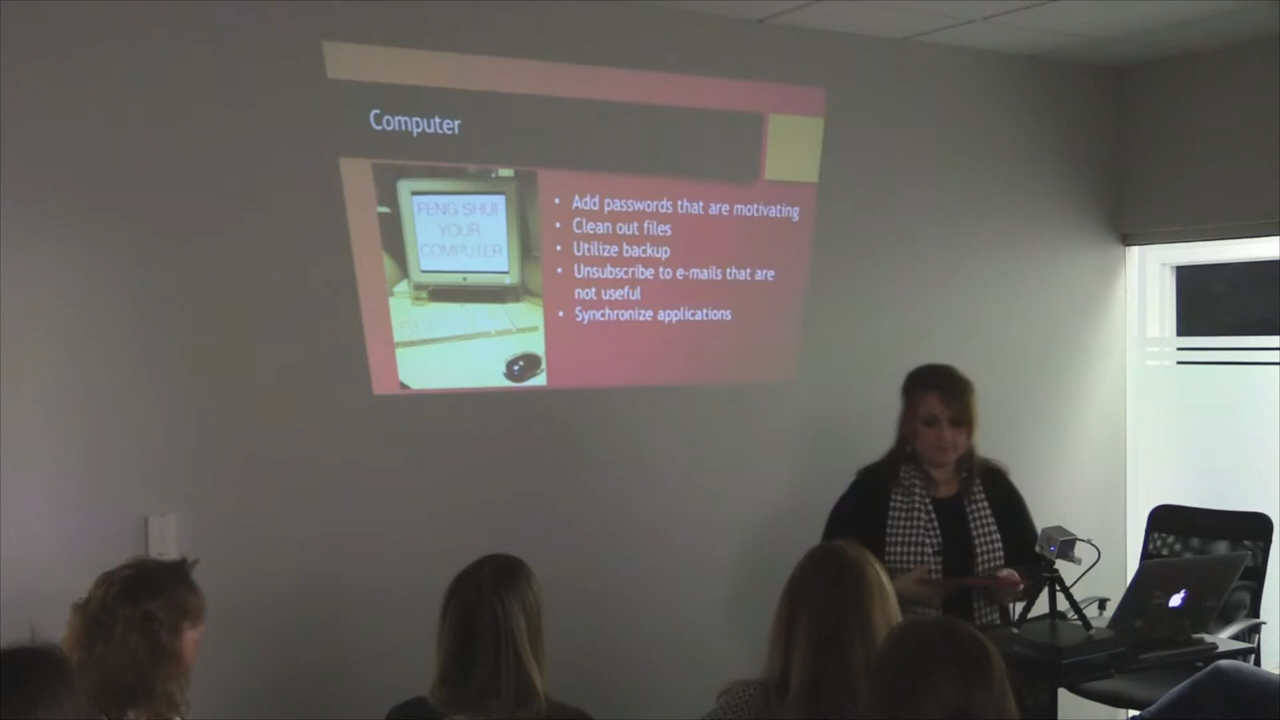 Computer
FENG SHUI
YOUR
COMPUTER
• Add passwords that are motivating
• Clean out files
• Utilize backup
• Unsubscribe to e-mails that are
not useful
• Synchronize applications